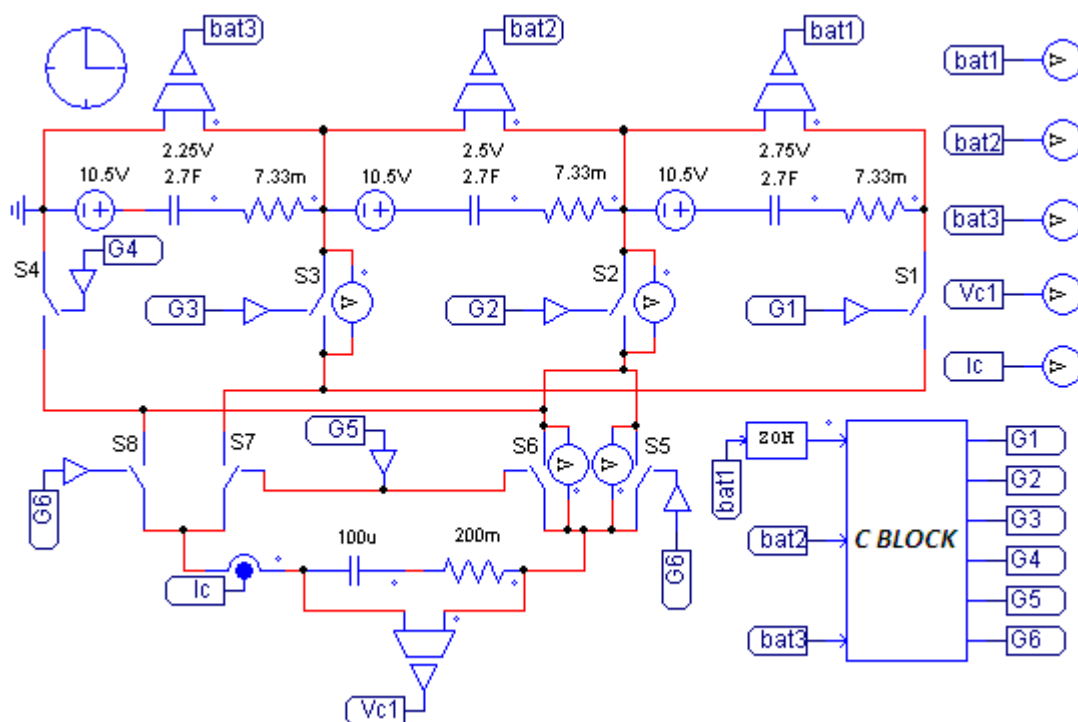 bat3
bat2
bat1
bat1
bat2
bat3
Vc1
Ic
2.25V
2.5V
2.75V
10.5V
2.7F
7.33m
10.5V
2.7F
7.33m
10.5V
2.7F
7.33m
S4
G4
S3
S2
S1
G3
G2
G1
V
V
S8
S7
G5
S6
S5
G6
V
V
G6
100u
200m
Ic
Vc1
bat1
ZOH
bat2
bat3
C BLOCK
G1
G2
G3
G4
G5
G6